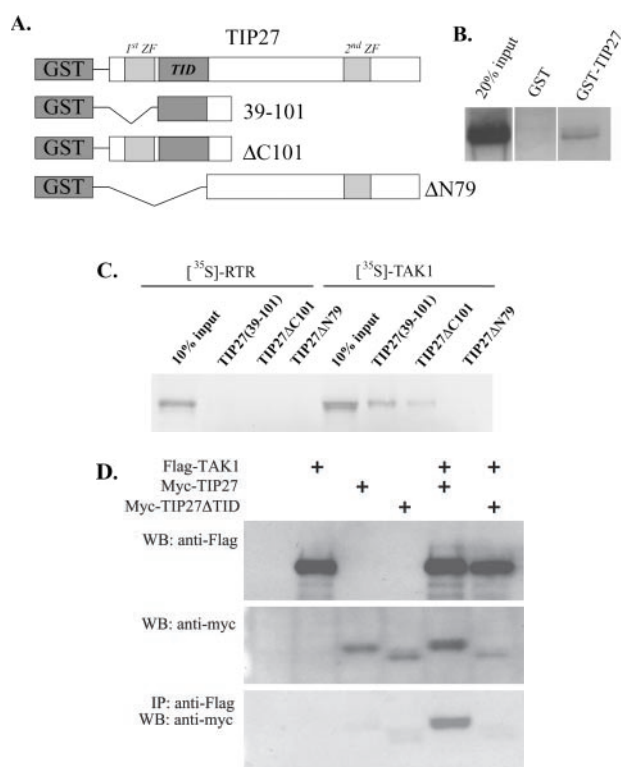 A.
TIP27
1st ZF
2nd ZF
GST
TID
GST
39-101
GST
ΔC101
GST
ΔN79
B.
20% input
GST
GST-TIP27
C.
[35S]-RTR
[35S]-TAK1
10% input
TIP27(39-101)
TIP27ΔC101
TIP27ΔN79
10% input
TIP27(39-101)
TIP27ΔC101
TIP27ΔN79
D.
Flag-TAK1 + + +
Myc-TIP27 + +
Myc-TIP27ΔTID + +
WB: anti-Flag
WB: anti-myc
IP: anti-Flag
WB: anti-myc